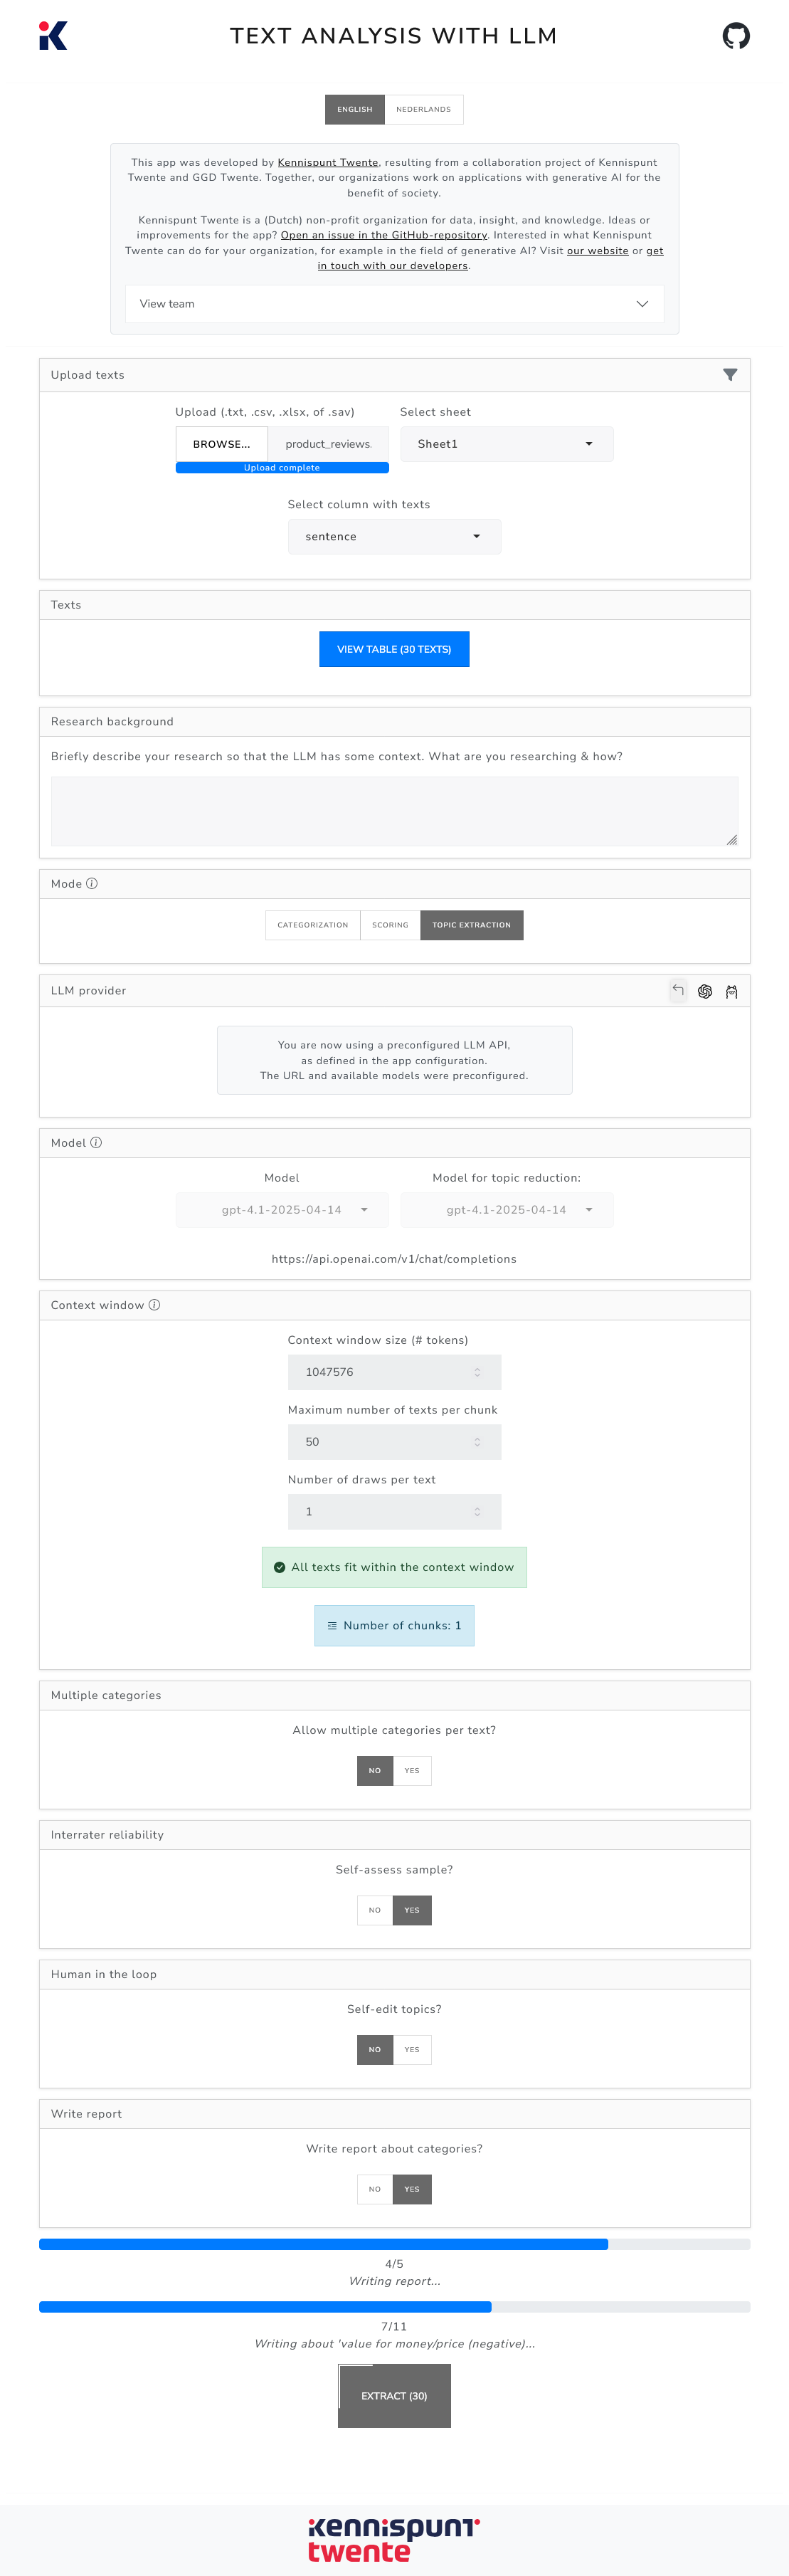 TEXT ANALYSIS WITH LLM
ENGLISH NEDERLANDS
This app was developed by Kennispunt Twente, resulting from a collaboration project of Kennispunt
Twente and GGD Twente. Together, our organizations work on applications with generative AI for the
benefit of society.
Kennispunt Twente is a (Dutch) non-profit organization for data, insight, and knowledge. Ideas or
improvements for the app? Open an issue in the GitHub-repository. Interested in what Kennispunt
Twente can do for your organization, for example in the field of generative AI? Visit our website or get
in touch with our developers.
View team
Upload texts
Upload (.txt, .csv, .xlsx, of .sav) Select sheet
BROWSE... product_reviews. Sheet1
Upload complete
Select column with texts
sentence
Texts
VIEW TABLE (30 TEXTS)
Research background
Briefly describe your research so that the LLM has some context. What are you researching & how?
Mode
CATEGORIZATION SCORING TOPIC EXTRACTION
LLM provider
You are now using a preconfigured LLM API,
as defined in the app configuration.
The URL and available models were preconfigured.
Model
Model Model for topic reduction:
gpt-4.1-2025-04-14 gpt-4.1-2025-04-14
https://api.openai.com/v1/chat/completions
Context window
Context window size (# tokens)
1047576
Maximum number of texts per chunk
50
Number of draws per text
1
All texts fit within the context window
Number of chunks: 1
Multiple categories
Allow multiple categories per text?
NO YES
Interrater reliability
Self-assess sample?
NO YES
Human in the loop
Self-edit topics?
NO YES
Write report
Write report about categories?
NO YES
4/5
Writing report...
7/11
Writing about 'value for money/price (negative)...
EXTRACT (30)
kennispunt
twente